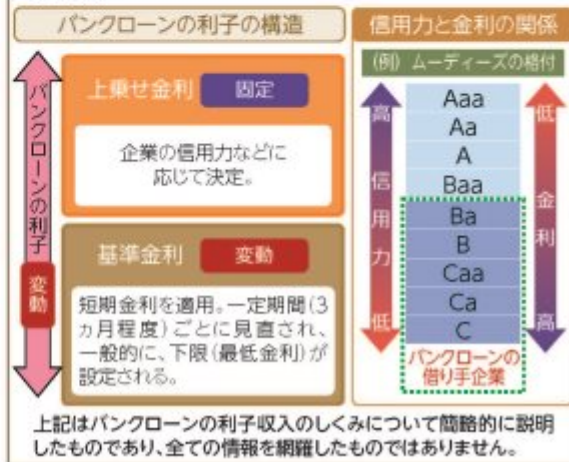 バンクローンの利子の構造
バンクローンの利子
変動
上乗せ金利 固定
企業の信用力などに
応じて決定。
基準金利 変動
短期金利を適用。一定期間(3
ヵ月程度)ごとに見直され、
一般的に、下限(最低金利)が
設定される。
信用力と金利の関係
(例) ムーディーズの格付
高 信用力 低
Aaa
Aa
A
Baa
Ba
B
Caa
Ca
C
低 金利 高
バンクローンの
借り手企業
上記はバンクローンの利子収入のしくみについて簡略的に説明
したものであり、全ての情報を網羅したものではありません。